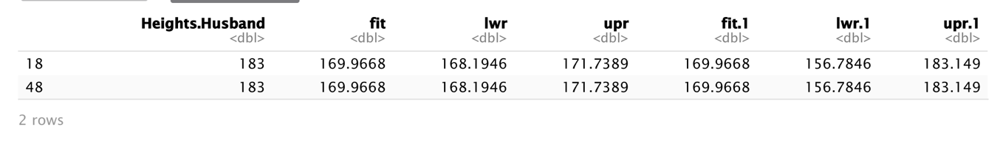 Heights.Husband fit lwr upr fit.1 lwr.1 upr.1
<dbl> <dbl> <dbl> <dbl> <dbl> <dbl> <dbl>
18 183 169.9668 168.1946 171.7389 169.9668 156.7846 183.149
48 183 169.9668 168.1946 171.7389 169.9668 156.7846 183.149
2 rows